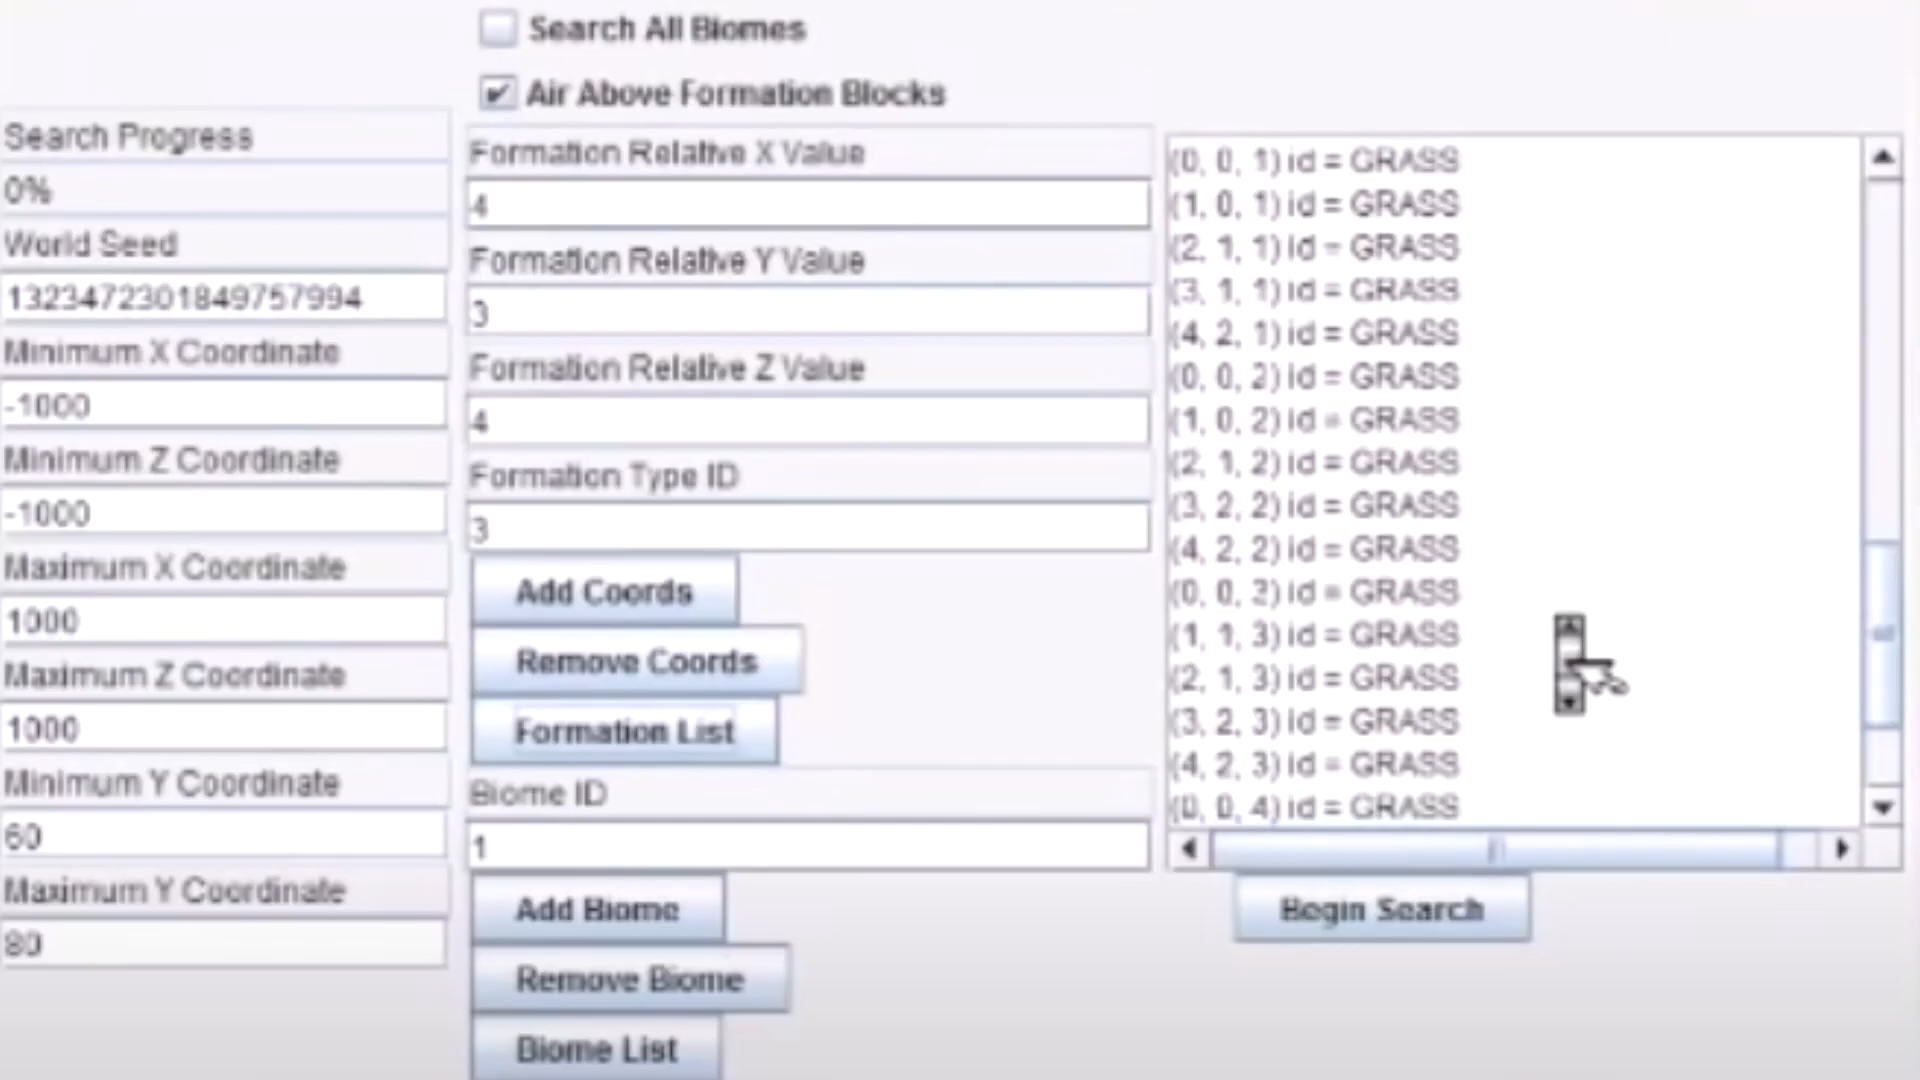 Search All Biomes
Air Above Formation Blocks
Search Progress
0%
World Seed
1323472301849757994
Minimum X Coordinate
-1000
Minimum Z Coordinate
-1000
Maximum X Coordinate
1000
Maximum Z Coordinate
1000
Minimum Y Coordinate
60
Maximum Y Coordinate
80
Formation Relative X Value
4
Formation Relative Y Value
3
Formation Relative Z Value
4
Formation Type ID
3
Add Coords
Remove Coords
Formation List
Biome ID
1
Add Biome
Remove Biome
Biome List
(0, 0, 1) id = GRASS
(1, 0, 1) id = GRASS
(2, 1, 1) id = GRASS
(3, 1, 1) id = GRASS
(4, 2, 1) id = GRASS
(0, 0, 2) id = GRASS
(1, 0, 2) id = GRASS
(2, 1, 2) id = GRASS
(3, 2, 2) id = GRASS
(4, 2, 2) id = GRASS
(0, 0, 3) id = GRASS
(1, 1, 3) id = GRASS
(2, 1, 3) id = GRASS
(3, 2, 3) id = GRASS
(4, 2, 3) id = GRASS
(0, 0, 4) id = GRASS
Begin Search